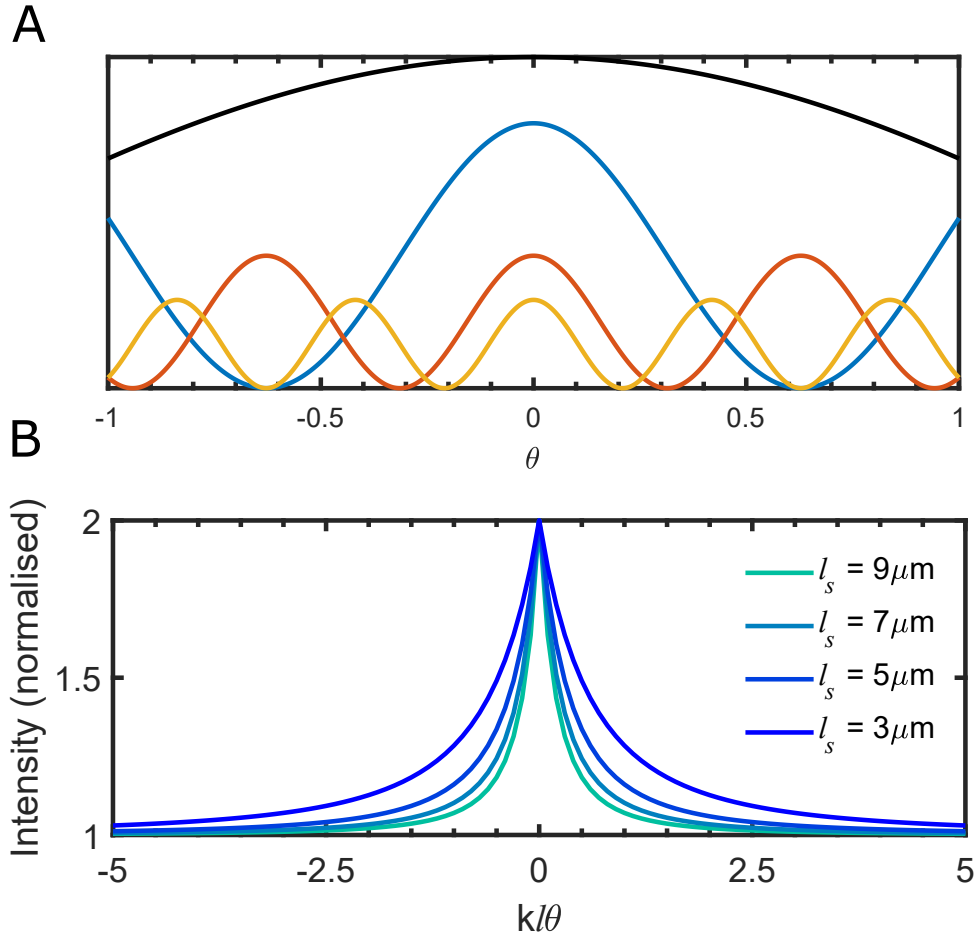 A
-1 -0.5 0 0.5 1
θ
B
Intensity (normalised)
2
1.5
1
l_s = 9μm
l_s = 7μm
l_s = 5μm
l_s = 3μm
-5 -2.5 0 2.5 5
klθ